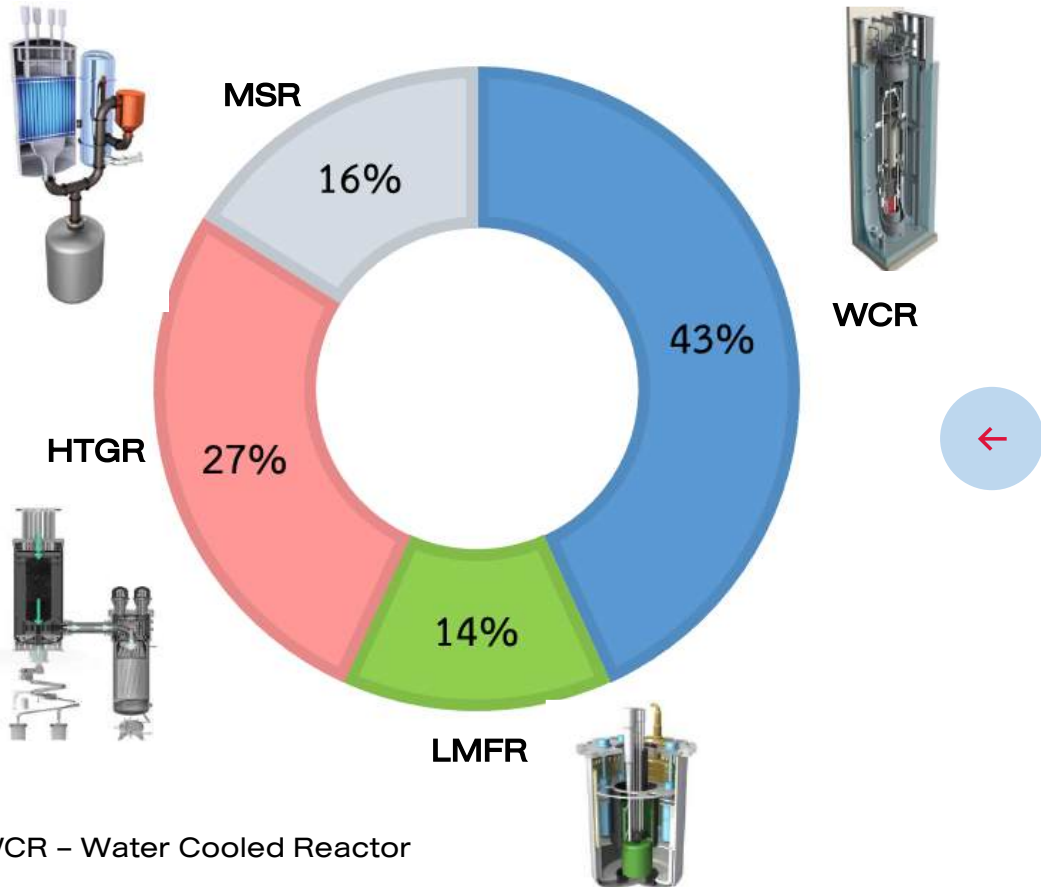 MSR
16%
43%
WCR
HTGR
27%
14%
LMFR
CR – Water Cooled Reactor